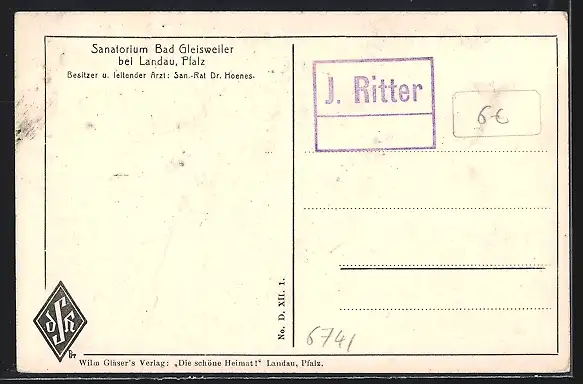 Sanatorium Bad Gleisweiler
bei Landau, Pfalz
Besitzer u. leitender Arzt: San.-Rat Dr. Hoenes.
J. Ritter
6€
No. D. XII. 1.
dSh
6741
Wilm Gläser's Verlag: „Die schöne Heimat!" Landau, Pfalz.